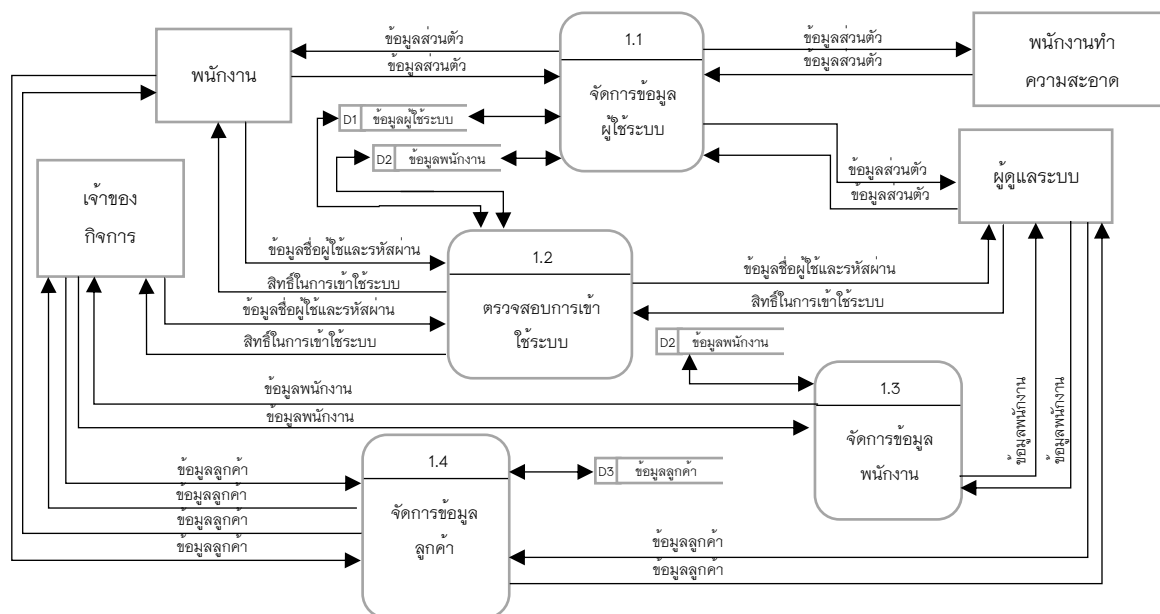 ข้อมูลส่วนตัว
1.1
ข้อมูลส่วนตัว
พนักงานทำ
ความสะอาด
พนักงาน
ข้อมูลส่วนตัว
ข้อมูลส่วนตัว
จัดการข้อมูล
ผู้ใช้ระบบ
D1 ข้อมูลผู้ใช้ระบบ
D2 ข้อมูลพนักงาน
ข้อมูลส่วนตัว
ข้อมูลส่วนตัว
ผู้ดูแลระบบ
เจ้าของ
กิจการ
ข้อมูลชื่อผู้ใช้และรหัสผ่าน
1.2
ข้อมูลชื่อผู้ใช้และรหัสผ่าน
สิทธิ์ในการเข้าใช้ระบบ
สิทธิ์ในการเข้าใช้ระบบ
ข้อมูลชื่อผู้ใช้และรหัสผ่าน
ตรวจสอบการเข้า
ใช้ระบบ
สิทธิ์ในการเข้าใช้ระบบ
D2 ข้อมูลพนักงาน
ข้อมูลพนักงาน
ข้อมูลพนักงาน
1.3
จัดการข้อมูล
พนักงาน
ข้อมูลพนักงาน
ข้อมูลพนักงาน
1.4
จัดการข้อมูล
ลูกค้า
D3 ข้อมูลลูกค้า
ข้อมูลลูกค้า
ข้อมูลลูกค้า
ข้อมูลลูกค้า
ข้อมูลลูกค้า
ข้อมูลลูกค้า
ข้อมูลลูกค้า